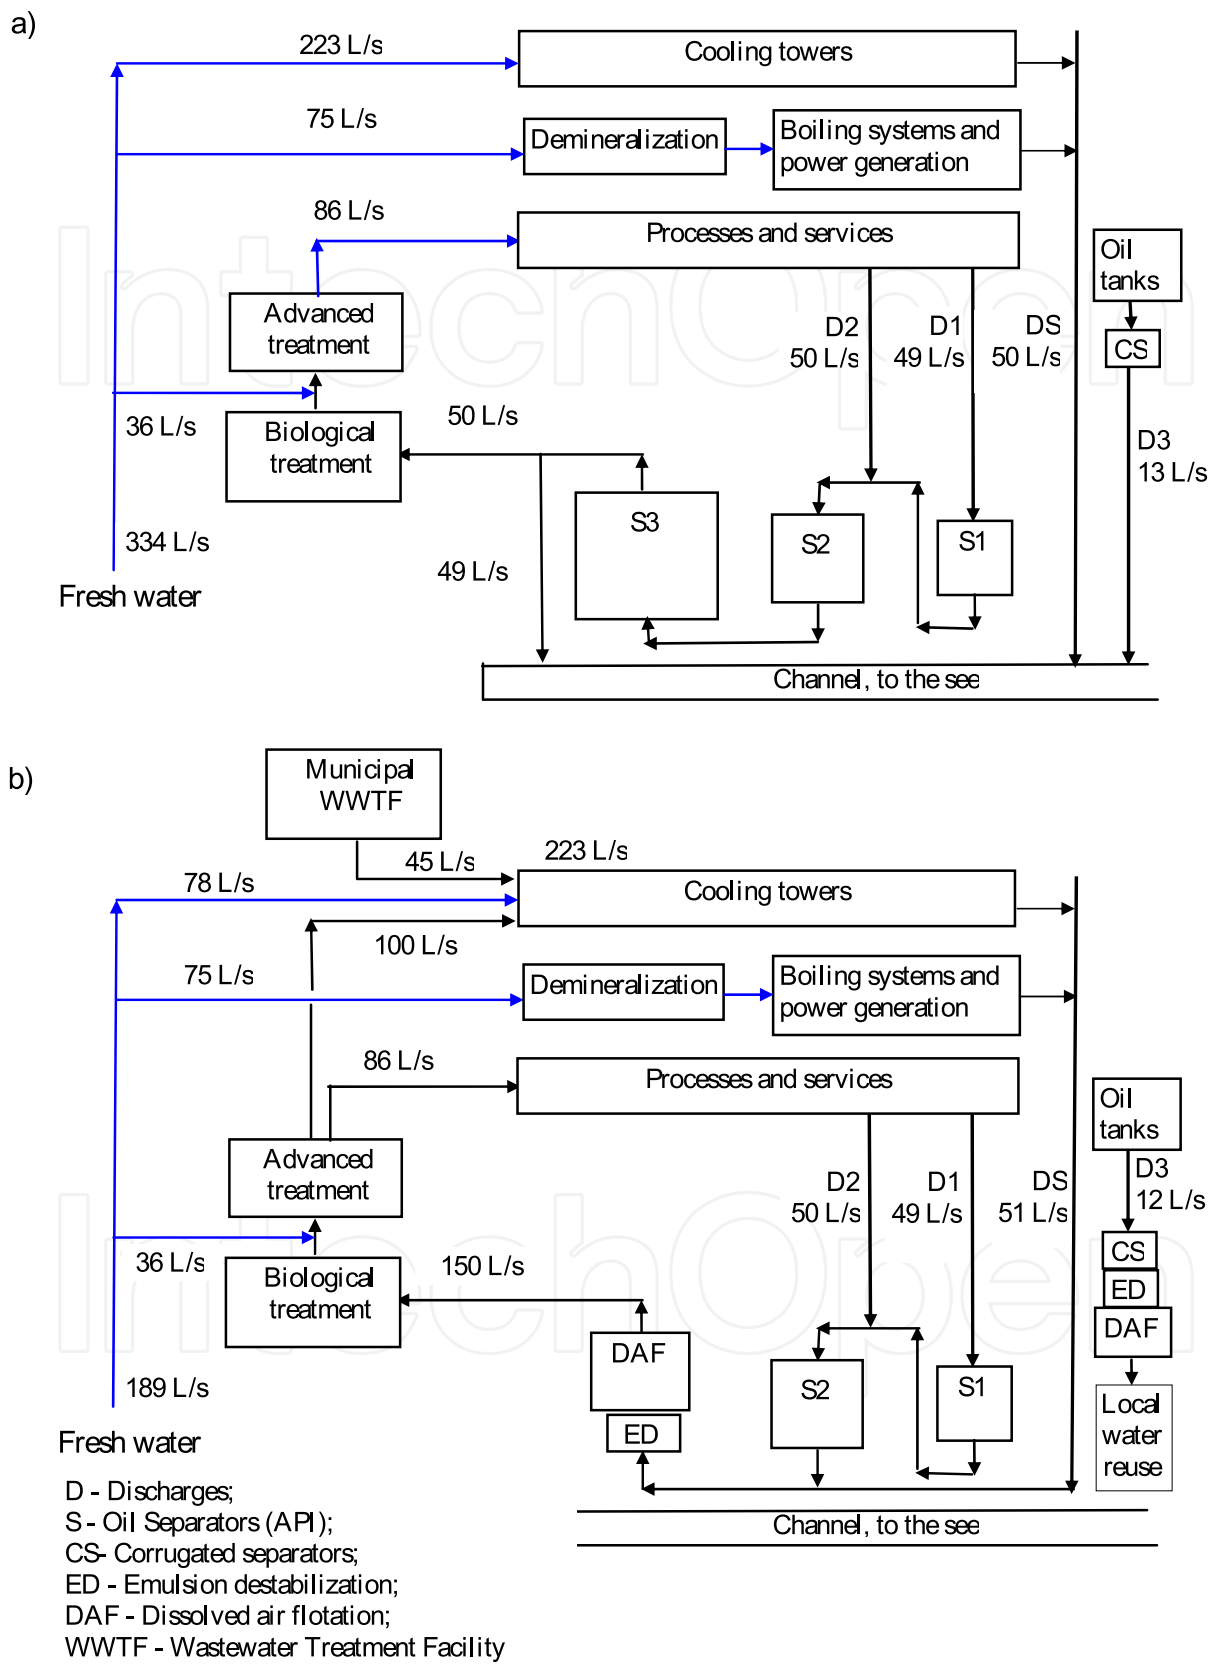 a)
223 L/s
Cooling towers
75 L/s
Demineralization
Boiling systems and
power generation
86 L/s
Processes and services
Oil
tanks
Advanced
treatment
D2
50 L/s
D1
49 L/s
DS
50 L/s
CS
36 L/s
Biological
treatment
50 L/s
D3
13 L/s
S3
S2
S1
334 L/s
49 L/s
Fresh water
Channel, to the see
IntechOpen
b)
Municipal
WWTF
45 L/s
223 L/s
78 L/s
Cooling towers
100 L/s
75 L/s
Demineralization
Boiling systems and
power generation
86 L/s
Processes and services
Oil
tanks
Advanced
treatment
D2
50 L/s
D1
49 L/s
DS
51 L/s
D3
12 L/s
36 L/s
Biological
treatment
150 L/s
CS
ED
DAF
DAF
S2
S1
189 L/s
ED
Local
water
reuse
Fresh water
Channel, to the see
IntechOpen
D - Discharges;
S - Oil Separators (API);
CS- Corrugated separators;
ED - Emulsion destabilization;
DAF - Dissolved air flotation;
WWTF - Wastewater Treatment Facility